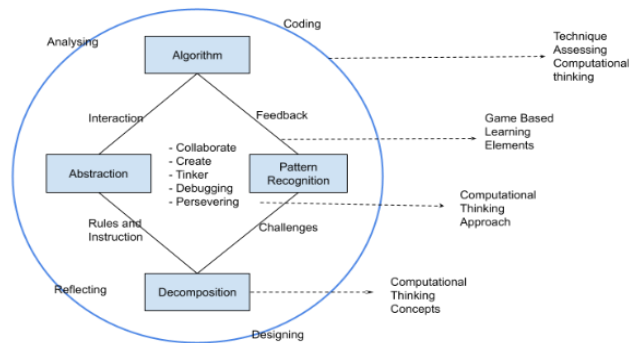 Coding
Analysing
Algorithm
Technique
Assessing
Computational
thinking
Interaction
Feedback
Game Based
Learning
Elements
- Collaborate
- Create
- Tinker
- Debugging
- Persevering
Abstraction
Pattern
Recognition
Computational
Thinking
Approach
Rules and
Instruction
Challenges
Reflecting
Decomposition
Computational
Thinking
Concepts
Designing